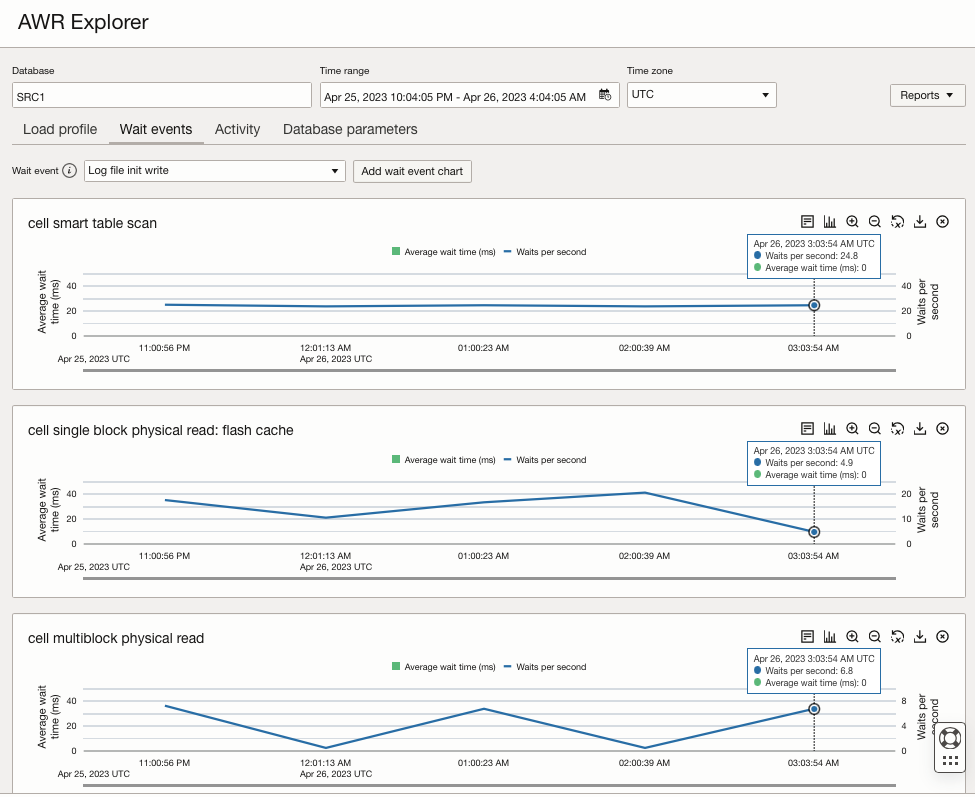 AWR Explorer
Database
Time range
Time zone
SRC1
Apr 25, 2023 10:04:05 PM - Apr 26, 2023 4:04:05 AM
UTC
Reports
Load profile
Wait events
Activity
Database parameters
Wait event
i
Log file init write
Add wait event chart
cell smart table scan
Average wait time (ms)
Waits per second
Apr 26, 2023 3:03:54 AM UTC
Waits per second: 24.8
Average wait time (ms): 0
Average wait
time (ms)
40
20
0
40
20
0
Waits per
second
11:00:56 PM
12:01:13 AM
01:00:23 AM
02:00:39 AM
03:03:54 AM
Apr 25, 2023 UTC
Apr 26, 2023 UTC
cell single block physical read: flash cache
Average wait time (ms)
Waits per second
Apr 26, 2023 3:03:54 AM UTC
Waits per second: 4.9
Average wait time (ms): 0
Average wait
time (ms)
40
20
0
20
10
0
Waits per
second
11:00:56 PM
12:01:13 AM
01:00:23 AM
02:00:39 AM
03:03:54 AM
Apr 25, 2023 UTC
Apr 26, 2023 UTC
cell multiblock physical read
Average wait time (ms)
Waits per second
Apr 26, 2023 3:03:54 AM UTC
Waits per second: 6.8
Average wait time (ms): 0
Average wait
time (ms)
40
20
0
8
4
0
Waits per
second
11:00:56 PM
12:01:13 AM
01:00:23 AM
02:00:39 AM
03:03:54 AM
Apr 25, 2023 UTC
Apr 26, 2023 UTC